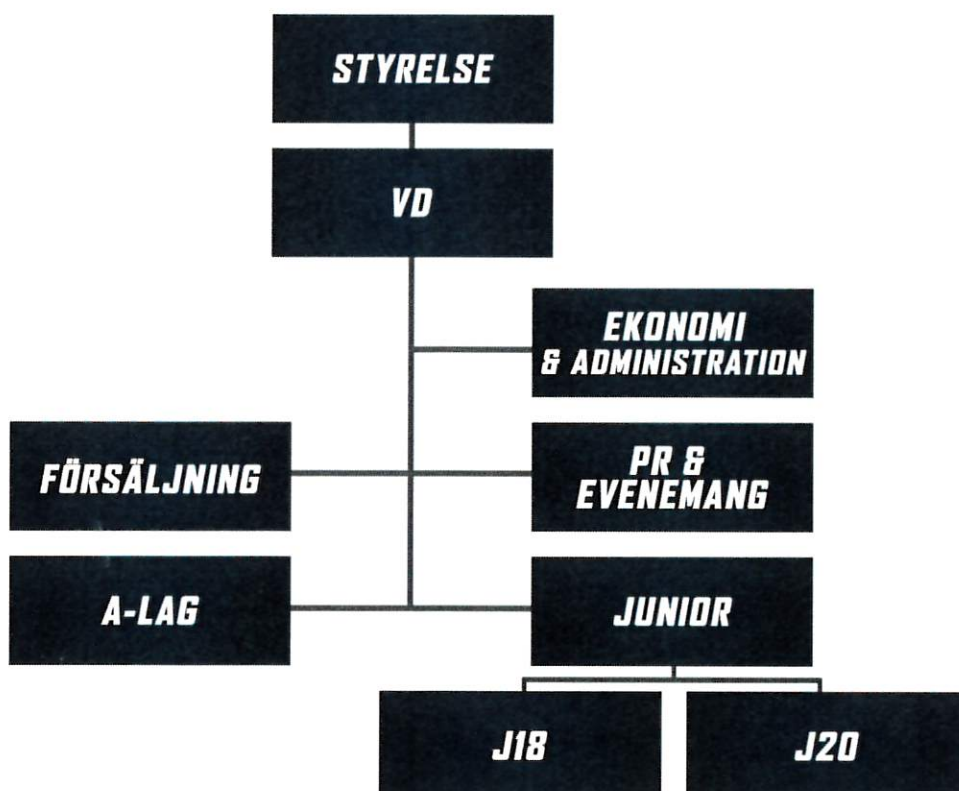 STYRELSE
VD
EKONOMI
& ADMINISTRATION
FÖRSÄLJNING
PR &
EVENEMANG
A-LAG
JUNIOR
J18
J20